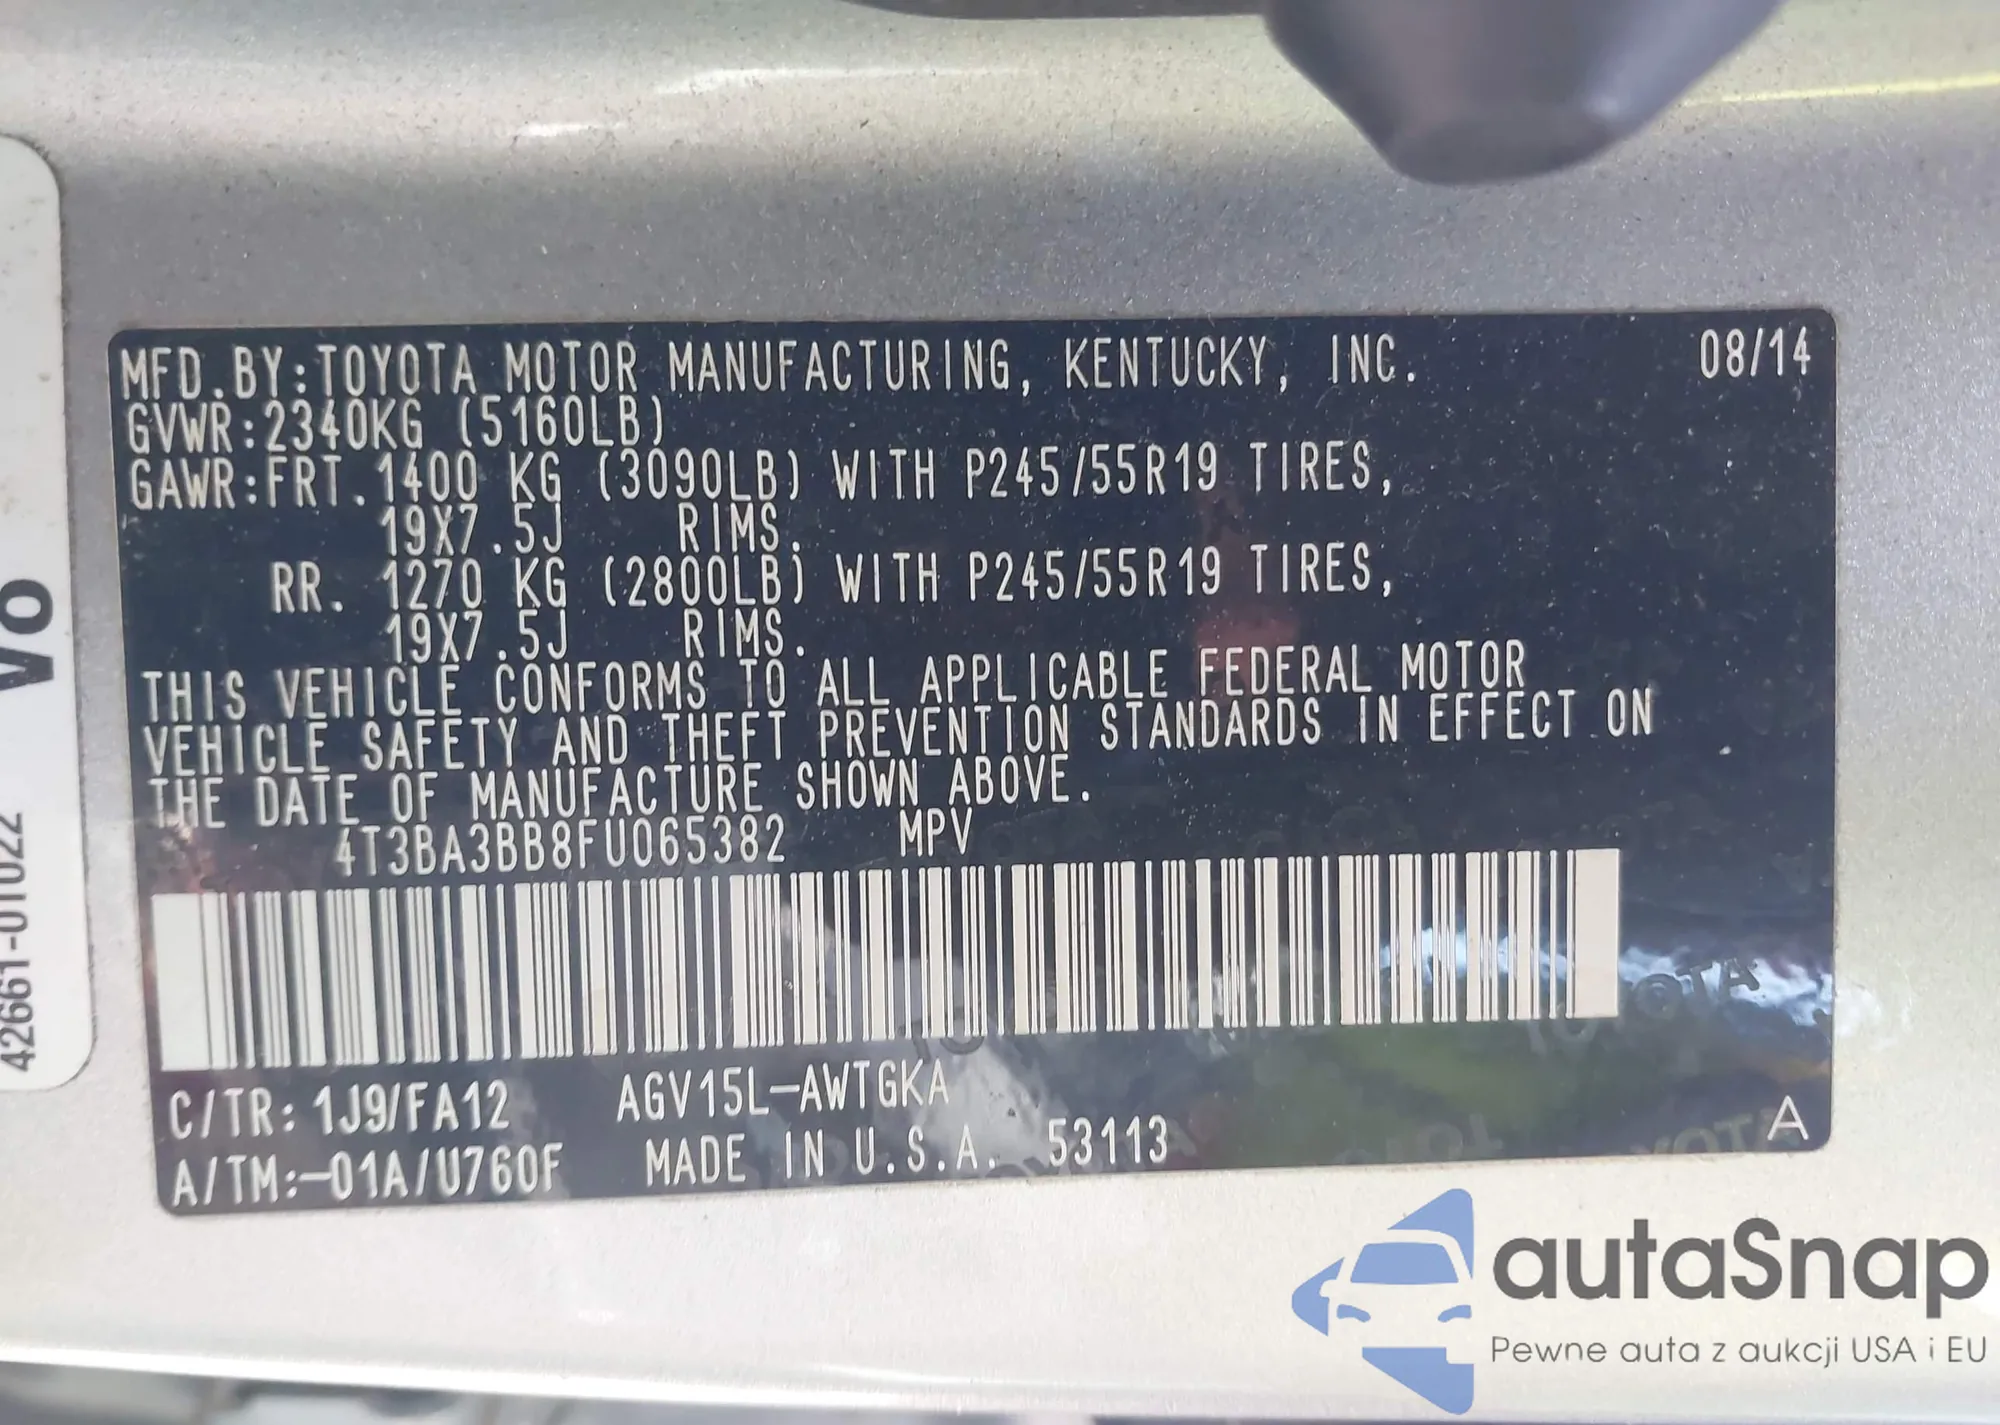 MFD.BY:TOYOTA MOTOR MANUFACTURING, KENTUCKY, INC. 08/14
GVWR:2340KG (5160LB)
GAWR:FRT.1400 KG (3090LB) WITH P245/55R19 TIRES,
19X7.5J RIMS.
RR. 1270 KG (2800LB) WITH P245/55R19 TIRES,
19X7.5J RIMS.
THIS VEHICLE CONFORMS TO ALL APPLICABLE FEDERAL MOTOR
VEHICLE SAFETY AND THEFT PREVENTION STANDARDS IN EFFECT ON
THE DATE OF MANUFACTURE SHOWN ABOVE.
4T3BA3BB8FU065382 MPV
C/TR: 1J9/FA12 AGV15L-AWTGKA
A/TM:-01A/U760F MADE IN U.S.A. 53113
A
TOYOTA
42661-01022
autaSnap
Pewne auta z aukcji USA i EU